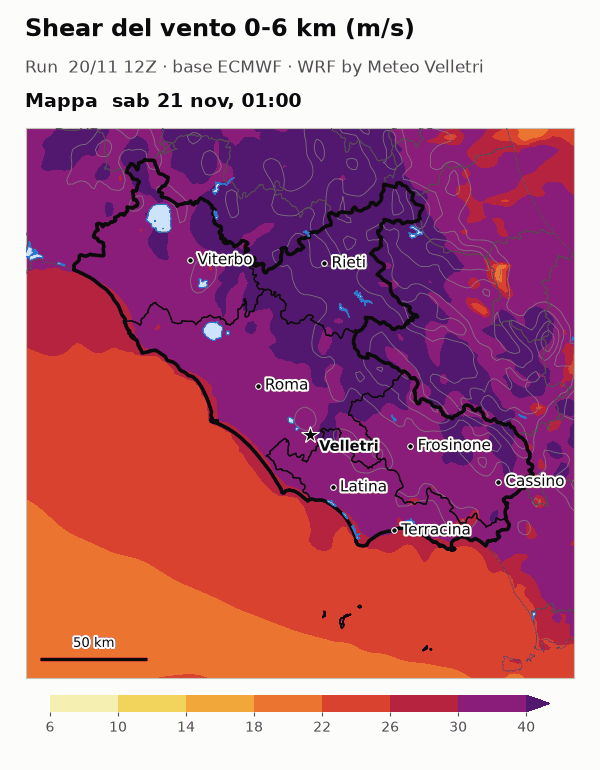 Shear del vento 0-6 km (m/s)
Run  20/11 12Z · base ECMWF · WRF by Meteo Velletri
Mappa  sab 21 nov, 01:00
Viterbo
Rieti
Roma
Velletri
Frosinone
Cassino
Latina
Terracina
50 km
6 10 14 18 22 26 30 40